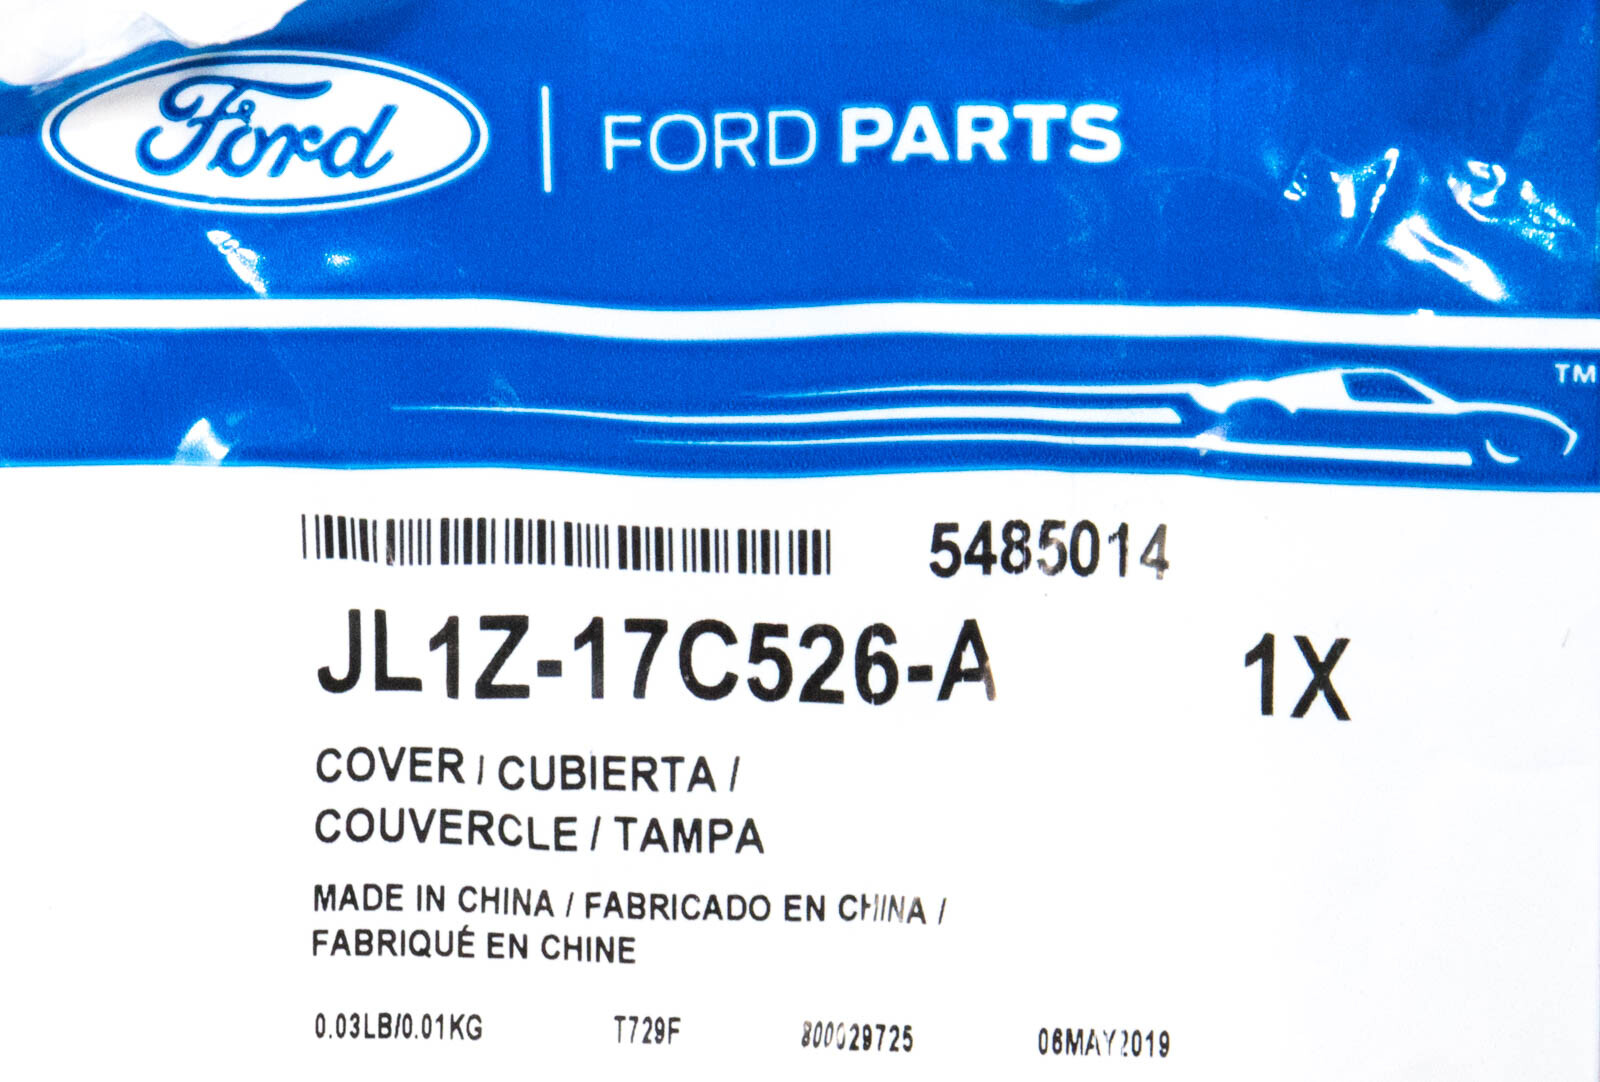 Ford | FORD PARTS
TM
5485014
JL1Z-17C526-A 1X
COVER / CUBIERTA /
COUVERCLE / TAMPA
MADE IN CHINA / FABRICADO EN CHINA /
FABRIQUÉ EN CHINE
0.03LB/0.01KG T729F 800029725 06MAY2019